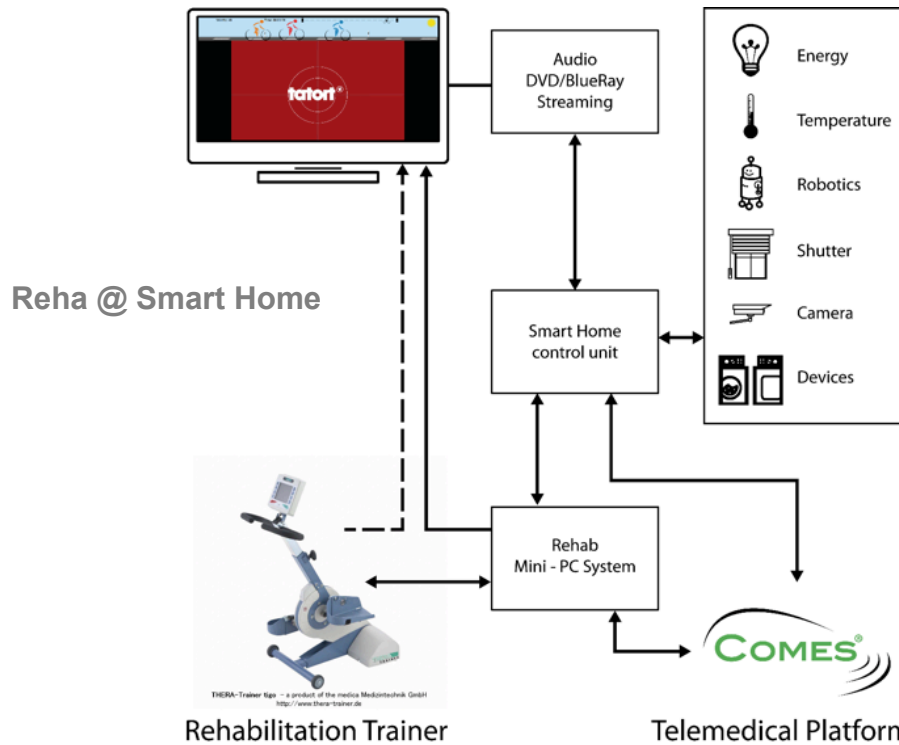 tatort®
Audio
DVD/BlueRay
Streaming
Energy
Temperature
Robotics
Shutter
Camera
Devices
Reha @ Smart Home
Smart Home
control unit
Rehab
Mini - PC System
THERA-Trainer tigo - a product of the medica Medizintechnik GmbH
http://www.thera-trainer.de
COMES®
Rehabilitation Trainer
Telemedical Platform